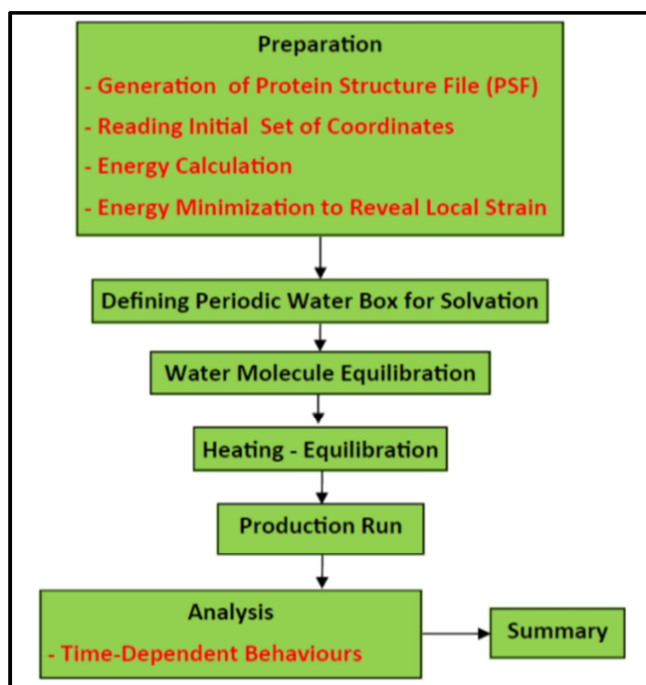 Preparation
- Generation of Protein Structure File (PSF)
- Reading Initial Set of Coordinates
- Energy Calculation
- Energy Minimization to Reveal Local Strain
Defining Periodic Water Box for Solvation
Water Molecule Equilibration
Heating - Equilibration
Production Run
Analysis
- Time-Dependent Behaviours
Summary